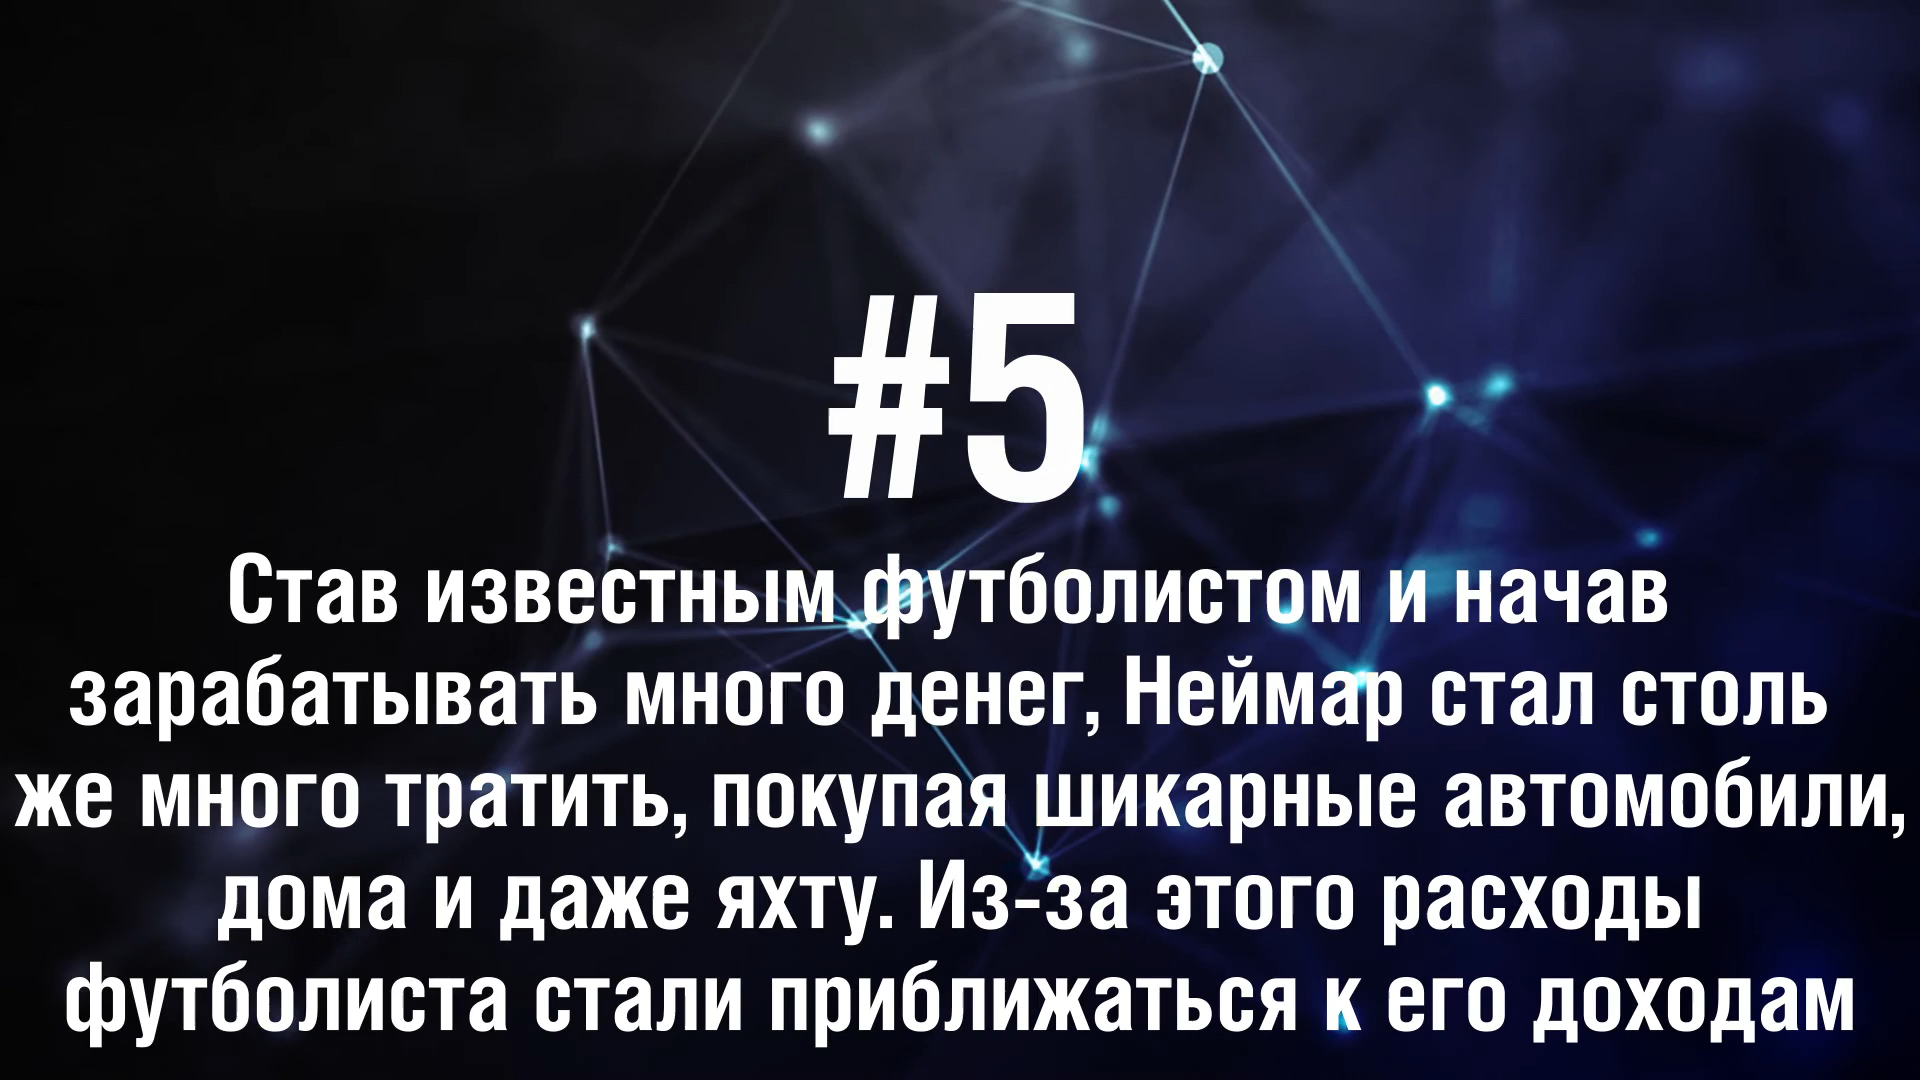 #5
Став известным футболистом и начав
зарабатывать много денег, Неймар стал столь
же много тратить, покупая шикарные автомобили,
дома и даже яхту. Из-за этого расходы
футболиста стали приближаться к его доходам